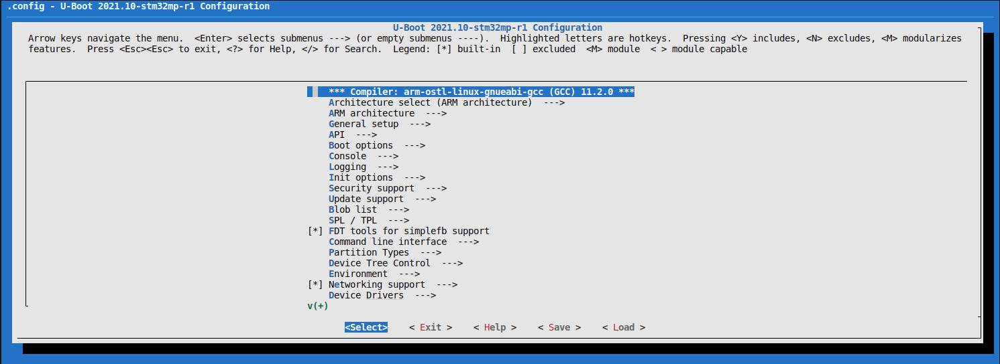 .config - U-Boot 2021.10-stm32mp-r1 Configuration
U-Boot 2021.10-stm32mp-r1 Configuration
Arrow keys navigate the menu.  <Enter> selects submenus ---> (or empty submenus ----).  Highlighted letters are hotkeys.  Pressing <Y> includes, <N> excludes, <M> modularizes
features.  Press <Esc><Esc> to exit, <?> for Help, </> for Search.  Legend: [*] built-in  [ ] excluded  <M> module  < > module capable
*** Compiler: arm-ostl-linux-gnueabi-gcc (GCC) 11.2.0 ***
Architecture select (ARM architecture)  --->
ARM architecture  --->
General setup  --->
API  --->
Boot options  --->
Console  --->
Logging  --->
Init options  --->
Security support  --->
Update support  --->
Blob list  --->
SPL / TPL  --->
[*] FDT tools for simplefb support
Command line interface  --->
Partition Types  --->
Device Tree Control  --->
Environment  --->
[*] Networking support  --->
Device Drivers  --->
v(+)
<Select>    < Exit >    < Help >    < Save >    < Load >